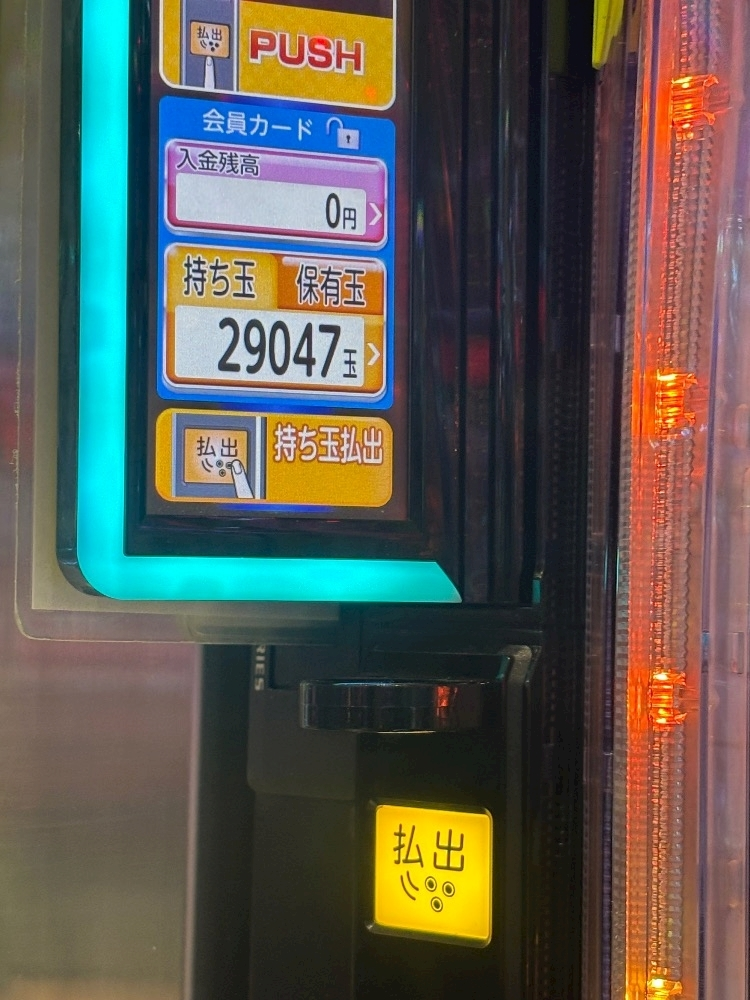 払出
PUSH
会員カード
入金残高
0円
持ち玉 保有玉
29047玉
払出
持ち玉払出
RIES
払出